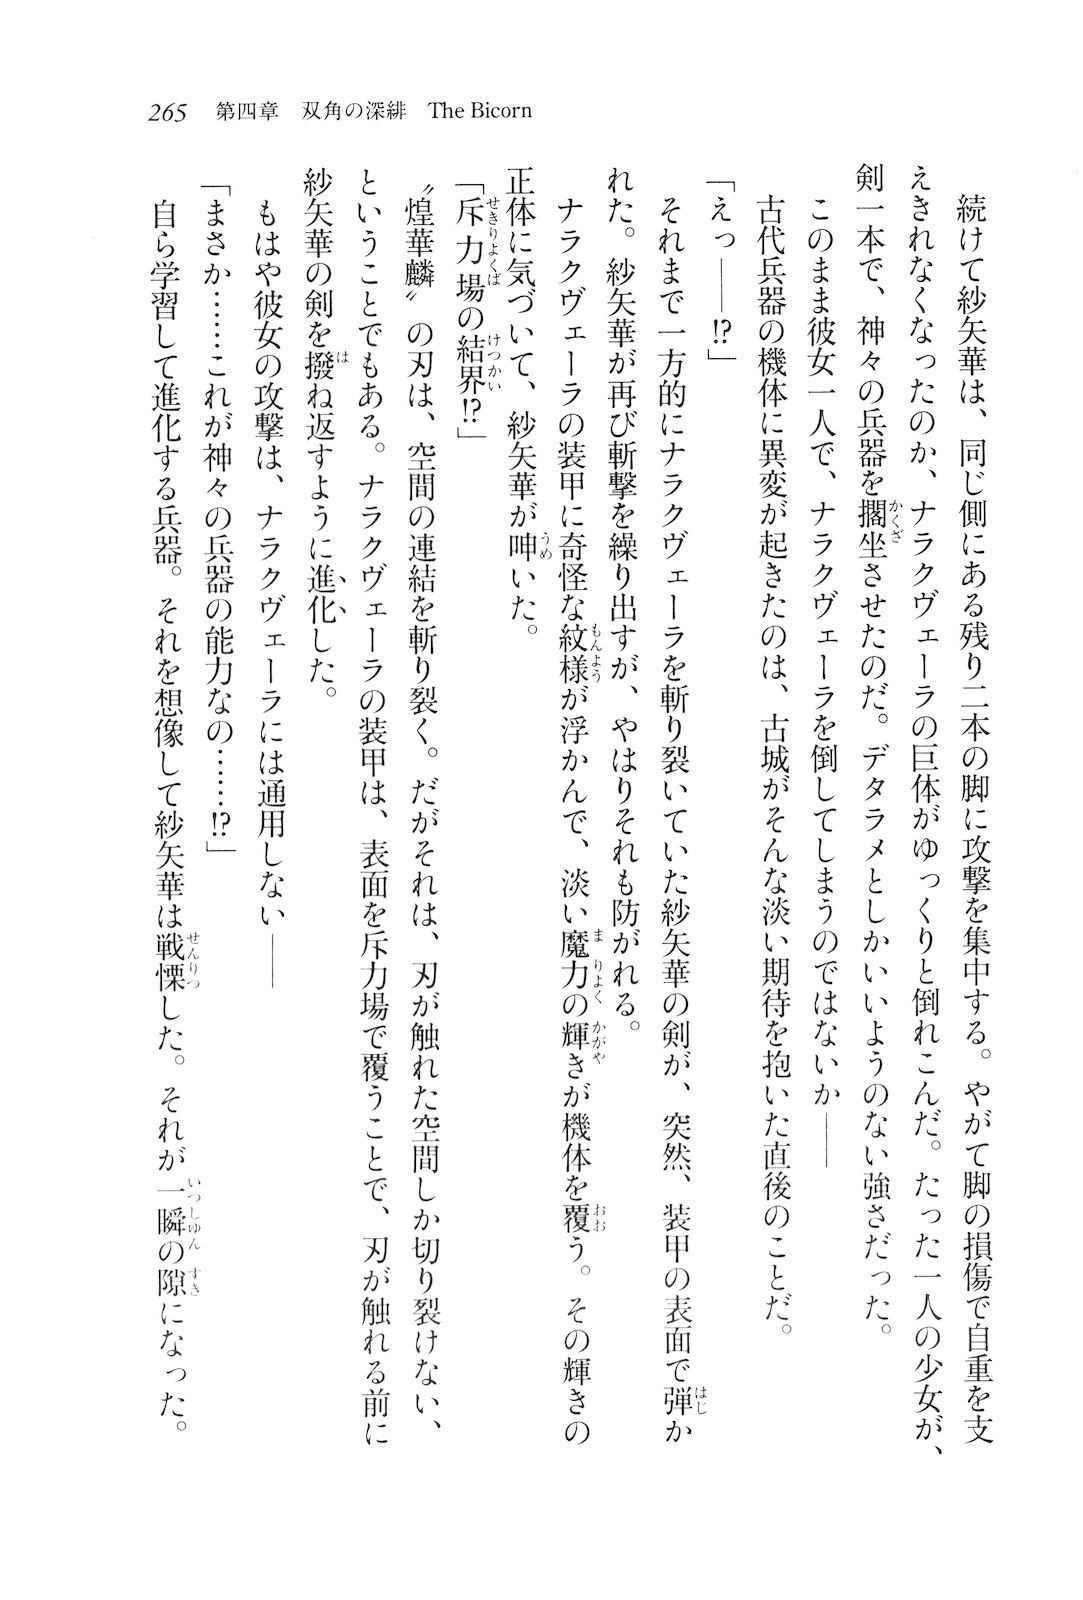 265　第四章　双角の深緋　The Bicorn
　続けて紗矢華は、同じ側にある残り二本の脚に攻撃を集中する。やがて脚の損傷で自重を支
えきれなくなったのか、ナラクヴェーラの巨体がゆっくりと倒れこんだ。たった一人の少女が、
剣一本で、神々の兵器を擱坐させたのだ。デタラメとしかいいようのない強さだった。
　このまま彼女一人で、ナラクヴェーラを倒してしまうのではないか――
　古代兵器の機体に異変が起きたのは、古城がそんな淡い期待を抱いた直後のことだ。
「えっ――!?」
　それまで一方的にナラクヴェーラを斬り裂いていた紗矢華の剣が、突然、装甲の表面で弾か
れた。紗矢華が再び斬撃を繰り出すが、やはりそれも防がれる。
　ナラクヴェーラの装甲に奇怪な紋様が浮かんで、淡い魔力の輝きが機体を覆う。その輝きの
正体に気づいて、紗矢華が呻いた。
「斥力場の結界!?」
　〝煌華麟〟の刃は、空間の連結を斬り裂く。だがそれは、刃が触れた空間しか切り裂けない、
ということでもある。ナラクヴェーラの装甲は、表面を斥力場で覆うことで、刃が触れる前に
紗矢華の剣を撥ね返すように進化した。
　もはや彼女の攻撃は、ナラクヴェーラには通用しない――
「まさか……これが神々の兵器の能力なの……!?」
　自ら学習して進化する兵器。それを想像して紗矢華は戦慄した。それが一瞬の隙になった。